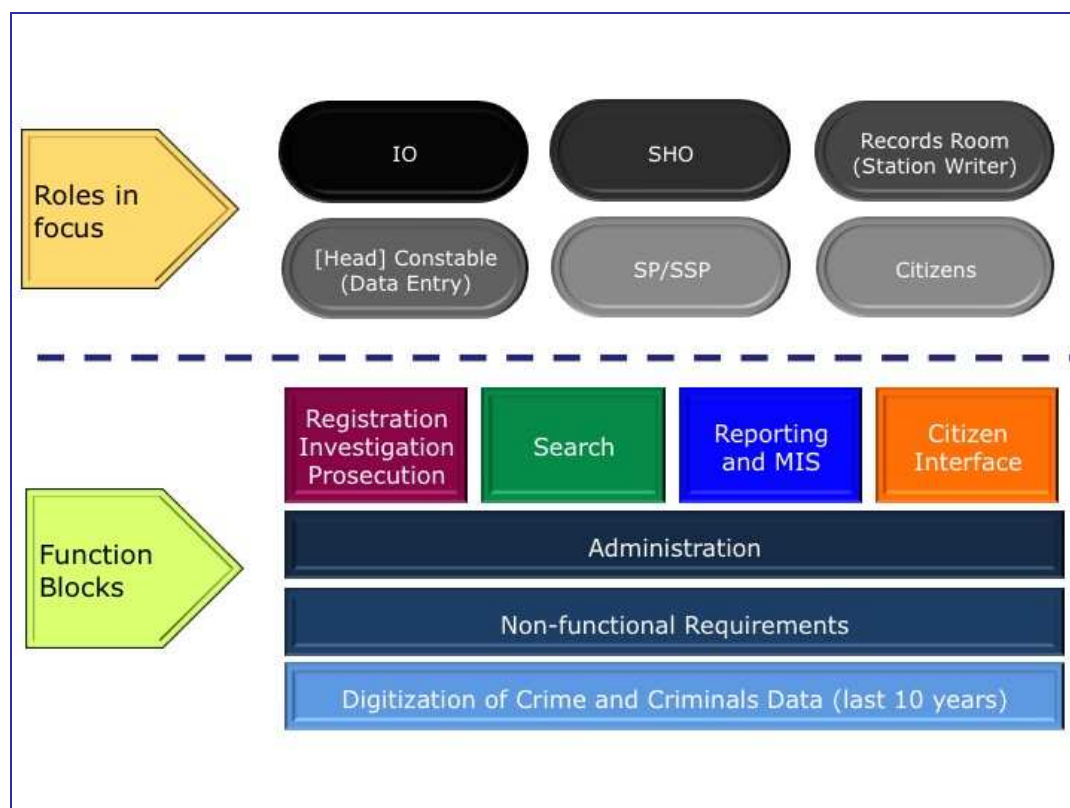 Roles in
focus
IO
SHO
Records Room
(Station Writer)
[Head] Constable
(Data Entry)
SP/SSP
Citizens
Function
Blocks
Registration
Investigation
Prosecution
Search
Reporting
and MIS
Citizen
Interface
Administration
Non-functional Requirements
Digitization of Crime and Criminals Data (last 10 years)